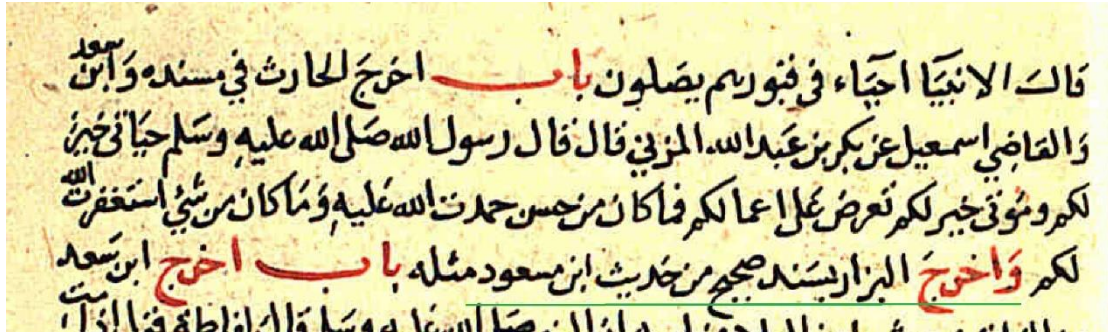 قال الانبيا احياء في قبورهم يصلون باب اخرج الحارث في مسنده وابن سعد
والقاضي اسمعيل عن بكر بن عبد الله المزني قال قال رسول الله صلى الله عليه وسلم حياتي خير
لكم وموتى خير لكم تعرض على اعمالكم فما كان من حسن حمدت الله عليه وما كان من شئ استغفرت الله
لكم واخرج البزار بسند صحيح من حديث ابن مسعود مثله باب اخرج ابن سعد